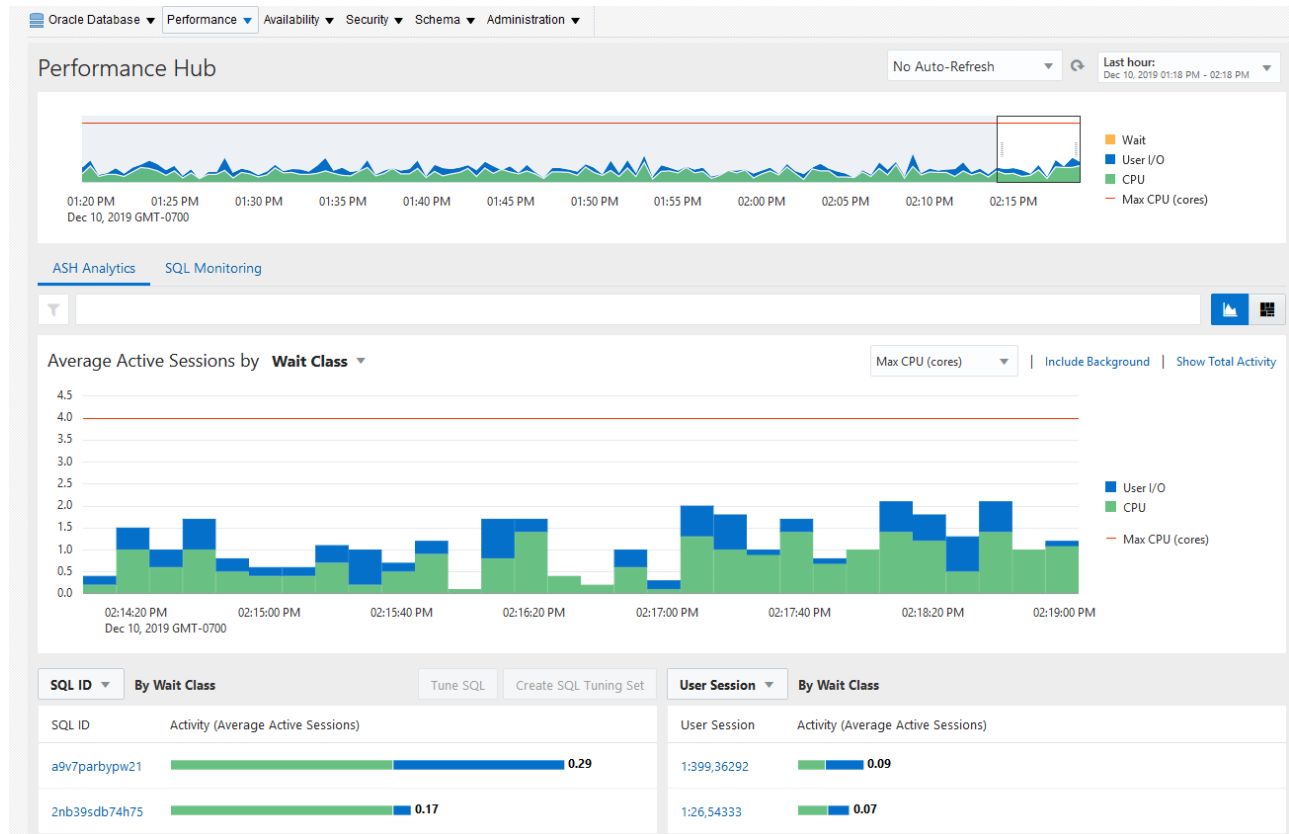 Oracle Database Performance Availability Security Schema Administration
Performance Hub
No Auto-Refresh
Last hour:
Dec 10, 2019 01:18 PM - 02:18 PM
Wait
User I/O
CPU
Max CPU (cores)
01:20 PM 01:25 PM 01:30 PM 01:35 PM 01:40 PM 01:45 PM 01:50 PM 01:55 PM 02:00 PM 02:05 PM 02:10 PM 02:15 PM
Dec 10, 2019 GMT-0700
ASH Analytics SQL Monitoring
Average Active Sessions by Wait Class
Max CPU (cores) | Include Background | Show Total Activity
4.5
4.0
3.5
3.0
2.5
2.0
1.5
1.0
0.5
0.0
User I/O
CPU
Max CPU (cores)
02:14:20 PM 02:15:00 PM 02:15:40 PM 02:16:20 PM 02:17:00 PM 02:17:40 PM 02:18:20 PM 02:19:00 PM
Dec 10, 2019 GMT-0700
SQL ID By Wait Class Tune SQL Create SQL Tuning Set
SQL ID Activity (Average Active Sessions)
a9v7parbypw21 0.29
2nb39sdb74h75 0.17
User Session By Wait Class
User Session Activity (Average Active Sessions)
1:399,36292 0.09
1:26,54333 0.07